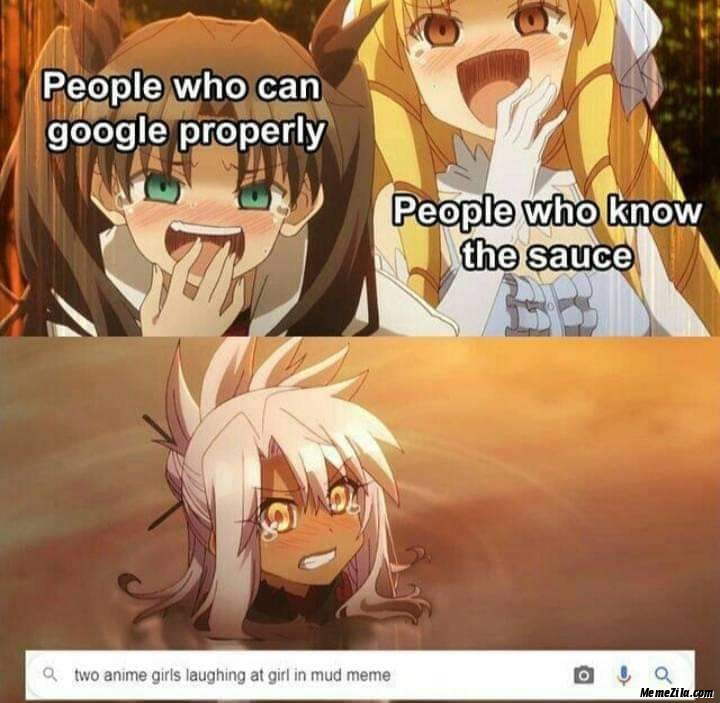 People who can
google properly
People who know
the sauce
two anime girls laughing at girl in mud meme
MemeZila.com